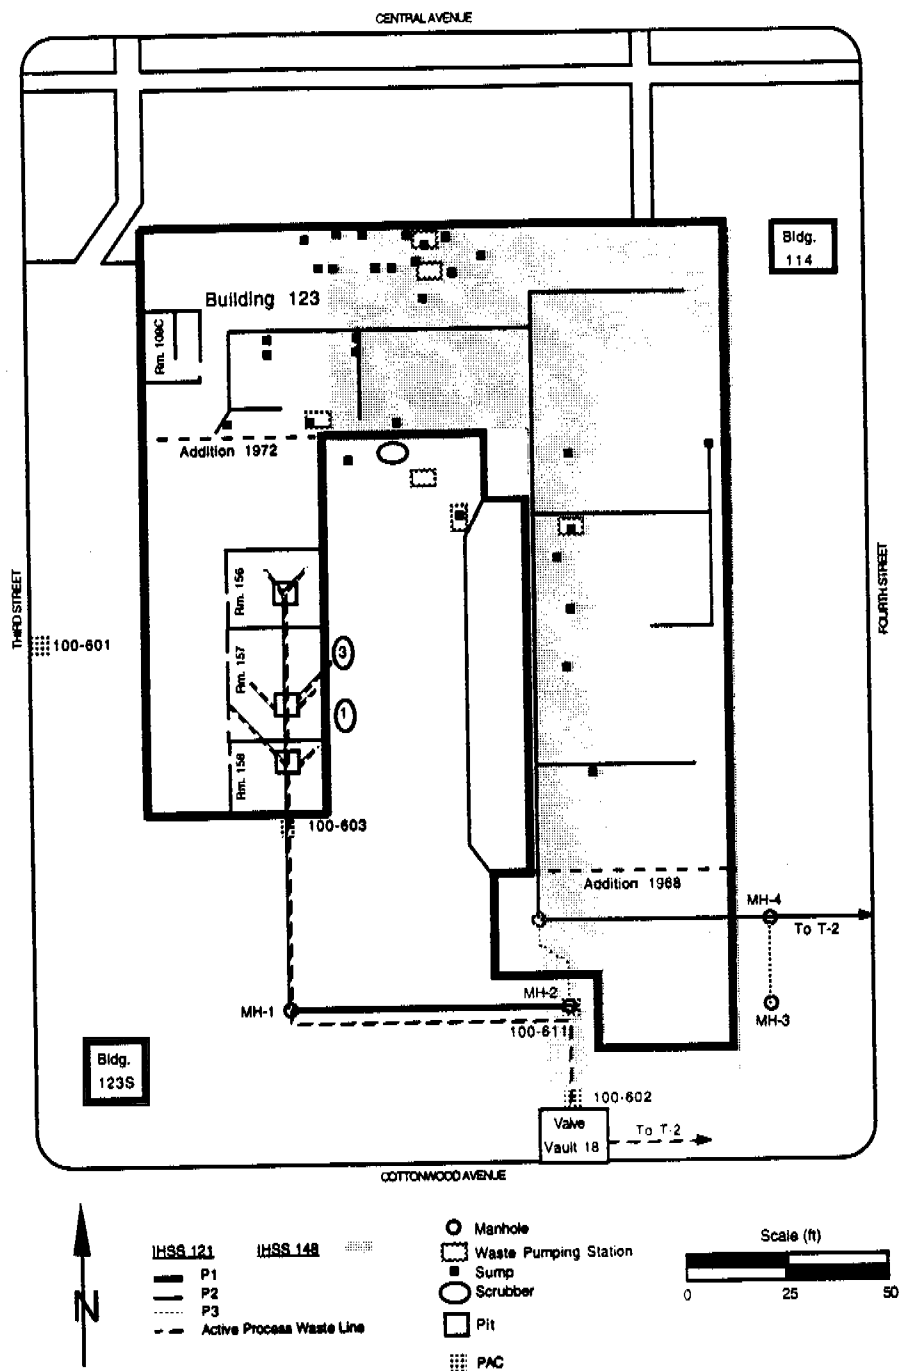 CENTRAL AVENUE
Bldg.
114
Building 123
Rm. 109C
Addition 1972
THIRD STREET
FOURTH STREET
Rm. 156
100-601
Rm. 157
3
1
Rm. 158
100-603
Addition 1968
MH-4
To T-2
MH-2
MH-1
MH-3
100-611
Bldg.
123S
100-602
Valve
Vault 18
To T-2
COTTONWOOD AVENUE
N
IHSS 121
IHSS 148
P1
P2
P3
Active Process Waste Line
Manhole
Waste Pumping Station
Sump
Scrubber
Pit
PAC
Scale (ft)
0 25 50